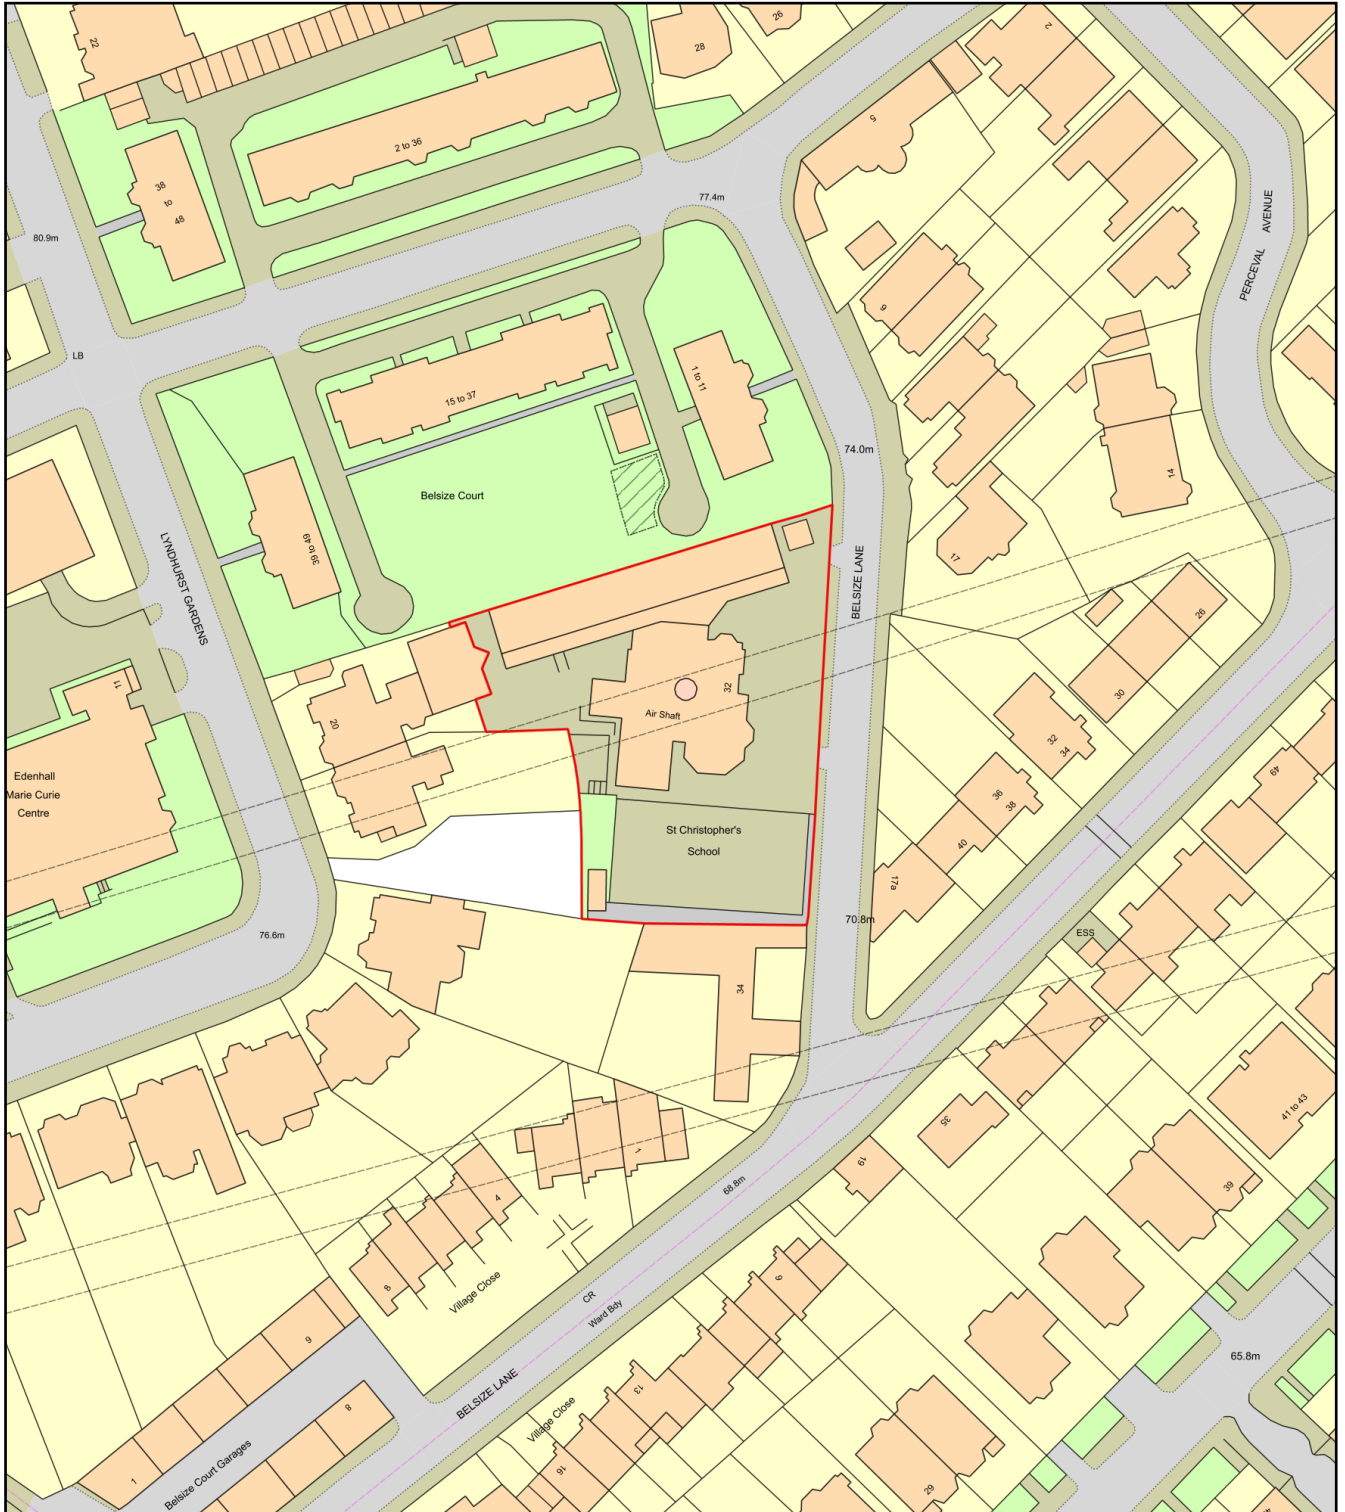 22
26
28
2
5
2 to 36
38
to
48
77.4m
80.9m
PERCEVAL AVENUE
9
LB
1 to 11
15 to 37
74.0m
14
Belsize Court
39 to 49
17
LYNDHURST GARDENS
BELSIZE LANE
26
11
32
30
20
Air Shaft
32
34
49
Edenhall
Marie Curie
Centre
36
38
St Christopher's
School
40
17a
70.8m
76.6m
ESS
34
41 to 43
35
1
19
39
68.8m
4
8
Village Close
CR
Ward Bdy
9
9
65.8m
BELSIZE LANE
13
8
Village Close
1
Belsize Court Garages
16
29